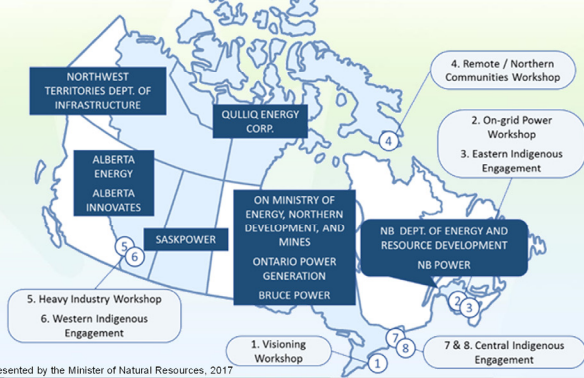 NORTHWEST
TERRITORIES DEPT. OF
INFRASTRUCTURE
QULLIQ ENERGY
CORP.
4. Remote / Northern
Communities Workshop
4
2. On-grid Power
Workshop
3. Eastern Indigenous
Engagement
ALBERTA
ENERGY
ALBERTA
INNOVATES
SASKPOWER
ON MINISTRY OF
ENERGY, NORTHERN
DEVELOPMENT, AND
MINES
ONTARIO POWER
GENERATION
BRUCE POWER
NB DEPT. OF ENERGY AND
RESOURCE DEVELOPMENT
NB POWER
5
6
2
3
5. Heavy Industry Workshop
6. Western Indigenous
Engagement
1. Visioning
Workshop
7
8
1
7 & 8. Central Indigenous
Engagement
esented by the Minister of Natural Resources, 2017